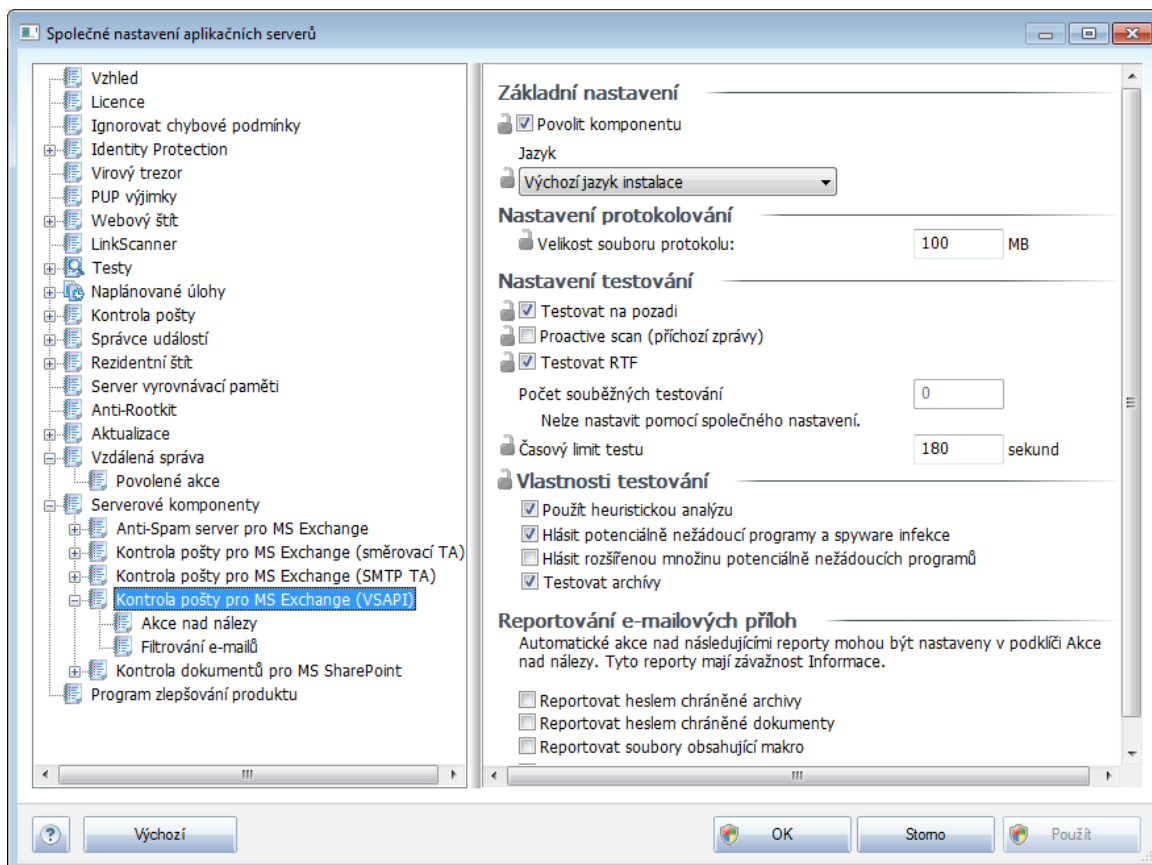 Společné nastavení aplikačních serverů
Vzhled
Licence
Ignorovat chybové podmínky
Identity Protection
Virový trezor
PUP výjimky
Webový štít
LinkScanner
Testy
Naplánované úlohy
Kontrola pošty
Správce událostí
Rezidentní štít
Server vyrovnávací paměti
Anti-Rootkit
Aktualizace
Vzdálená správa
Povolené akce
Serverové komponenty
Anti-Spam server pro MS Exchange
Kontrola pošty pro MS Exchange (směrovací TA)
Kontrola pošty pro MS Exchange (SMTP TA)
Kontrola pošty pro MS Exchange (VSAPI)
Akce nad nálezy
Filtrování e-mailů
Kontrola dokumentů pro MS SharePoint
Program zlepšování produktu
Základní nastavení
Povolit komponentu
Jazyk
Výchozí jazyk instalace
Nastavení protokolování
Velikost souboru protokolu: 100 MB
Nastavení testování
Testovat na pozadi
Proactive scan (příchozí zprávy)
Testovat RTF
Počet souběžných testování 0
Nelze nastavit pomocí společného nastavení.
Časový limit testu 180 sekund
Vlastnosti testování
Použít heuristickou analýzu
Hlásit potenciálně nežádoucí programy a spyware infekce
Hlásit rozšířenou množinu potenciálně nežádoucích programů
Testovat archívy
Reportování e-mailových příloh
Automatické akce nad následujícími reporty mohou být nastaveny v podklíči Akce
nad nálezy. Tyto reporty mají závažnost Informace.
Reportovat heslem chráněné archivy
Reportovat heslem chráněné dokumenty
Reportovat soubory obsahující makro
? Výchozí OK Storno Použít